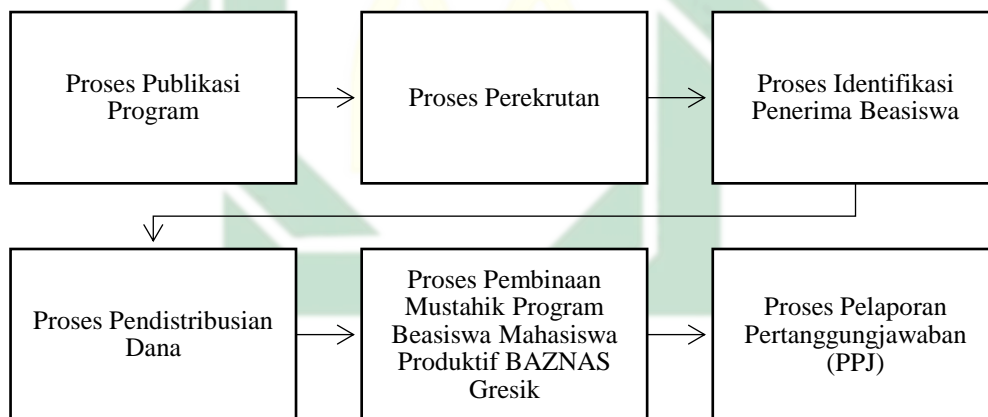 Proses Publikasi
Program
Proses Perekrutan
Proses Identifikasi
Penerima Beasiswa
Proses Pendistribusian
Dana
Proses Pembinaan
Mustahik Program
Beasiswa Mahasiswa
Produktif BAZNAS
Gresik
Proses Pelaporan
Pertanggungjawaban
(PPJ)